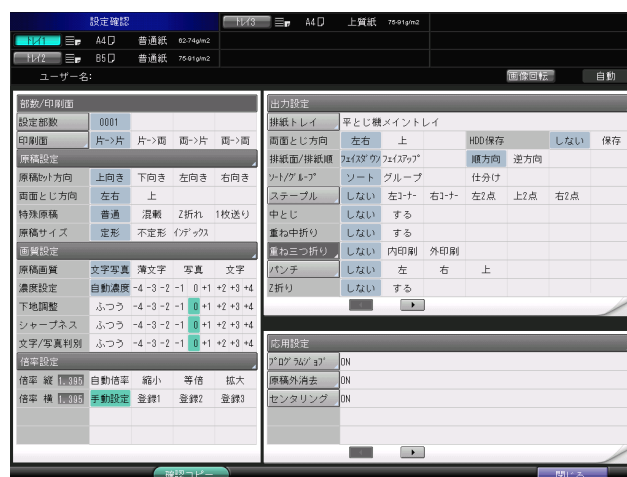 設定確認
トレイ3 A4 上質紙 75-91g/m2
トレイ1 A4 普通紙 62-74g/m2
トレイ2 B5 普通紙 75-91g/m2
ユーザー名:
画像回転 自動
部数/印刷面
設定部数 0001
印刷面 片->片 片->両 両->片 両->両
原稿設定
原稿ｾｯﾄ方向 上向き 下向き 左向き 右向き
両面とじ方向 左右 上
特殊原稿 普通 混載 Z折れ 1枚送り
原稿サイズ 定形 不定形 ｲﾝﾃﾞｯｸｽ
画質設定
原稿画質 文字写真 薄文字 写真 文字
濃度設定 自動濃度 -4 -3 -2 -1 0 +1 +2 +3 +4
下地調整 ふつう -4 -3 -2 -1 0 +1 +2 +3 +4
シャープネス ふつう -4 -3 -2 -1 0 +1 +2 +3 +4
文字/写真判別 ふつう -4 -3 -2 -1 0 +1 +2 +3 +4
倍率設定
倍率 縦 1.395 自動倍率 縮小 等倍 拡大
倍率 横 1.395 手動設定 登録1 登録2 登録3
出力設定
排紙トレイ 平とじ機メイントレイ
両面とじ方向 左右 上 HDD保存 しない 保存
排紙面/排紙順 ﾌｪｲｽﾀﾞｳﾝ ﾌｪｲｽｱｯﾌﾟ 順方向 逆方向
ｿｰﾄ/ｸﾞﾙｰﾌﾟ ソート グループ 仕分け
ステープル しない 左ｺｰﾅｰ 右ｺｰﾅｰ 左2点 上2点 右2点
中とじ しない する
重ね中折り しない する
重ね三つ折り しない 内印刷 外印刷
パンチ しない 左 右 上
Z折り しない する
応用設定
ﾌﾟﾛｸﾞﾗﾑｼﾞｮﾌﾞ ON
原稿外消去 ON
センタリング ON
確認コピー
閉じる